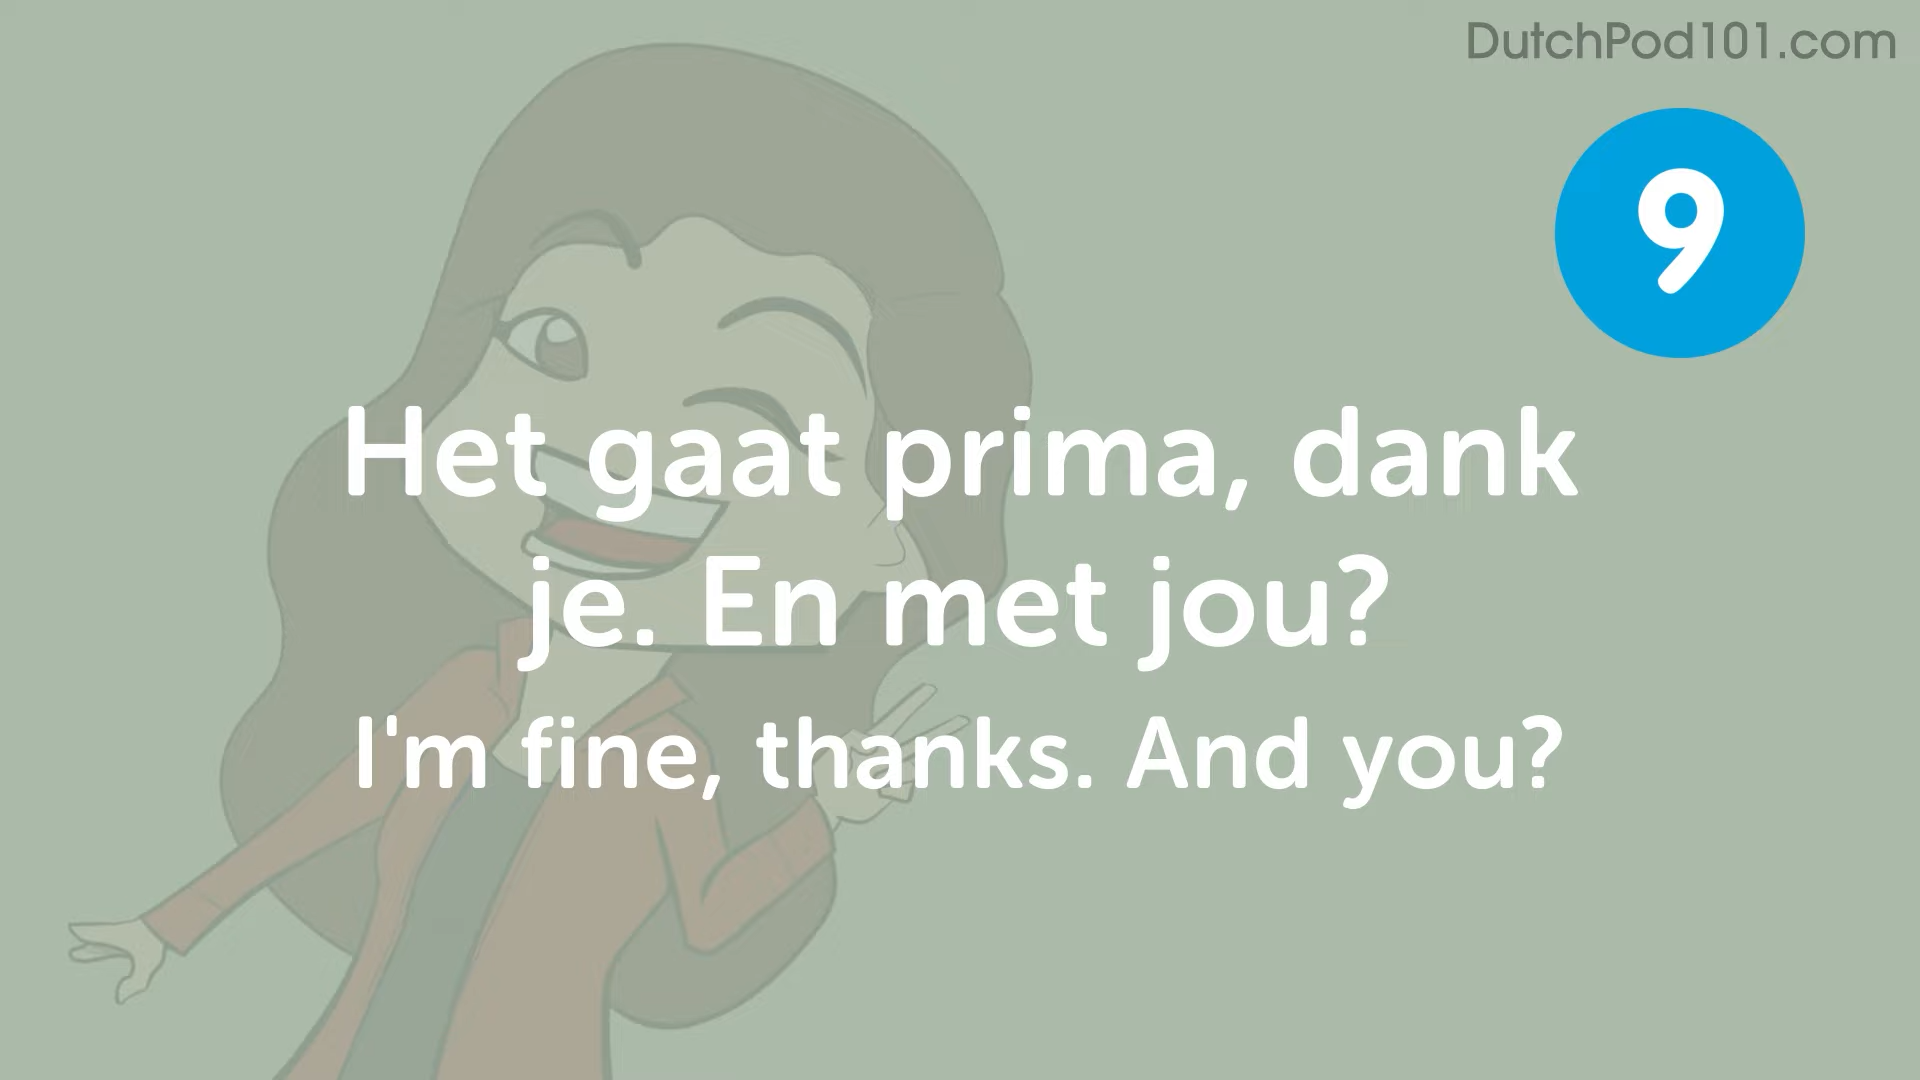 DutchPod101.com
9
Het gaat prima, dank
je. En met jou?
I'm fine, thanks. And you?